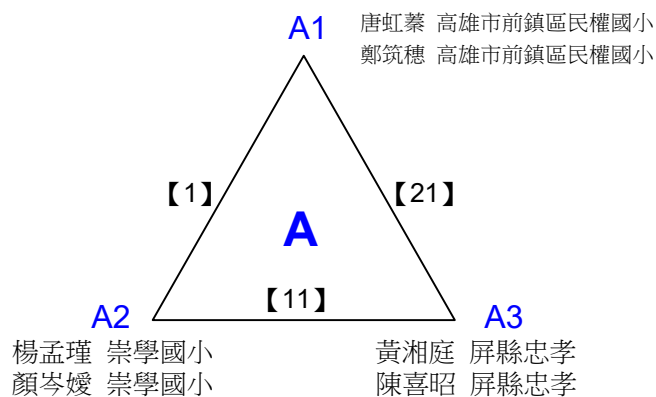 A1
唐虹蓁 高雄市前鎮區民權國小
鄭筑穗 高雄市前鎮區民權國小
【1】
【21】
A
【11】
A2
A3
楊孟瑾 崇學國小
顏岑嬡 崇學國小
黃湘庭 屏縣忠孝
陳喜昭 屏縣忠孝